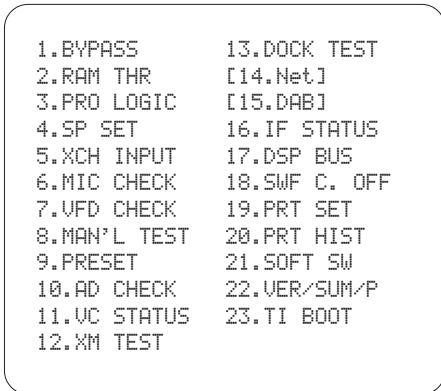 1.BYPASS
2.RAM THR
3.PRO LOGIC
4.SP SET
5.XCH INPUT
6.MIC CHECK
7.VFD CHECK
8.MAN'L TEST
9.PRESET
10.AD CHECK
11.VC STATUS
12.XM TEST
13.DOCK TEST
[14.Net]
[15.DAB]
16.IF STATUS
17.DSP BUS
18.SWF C. OFF
19.PRT SET
20.PRT HIST
21.SOFT SW
22.VER/SUM/P
23.TI BOOT